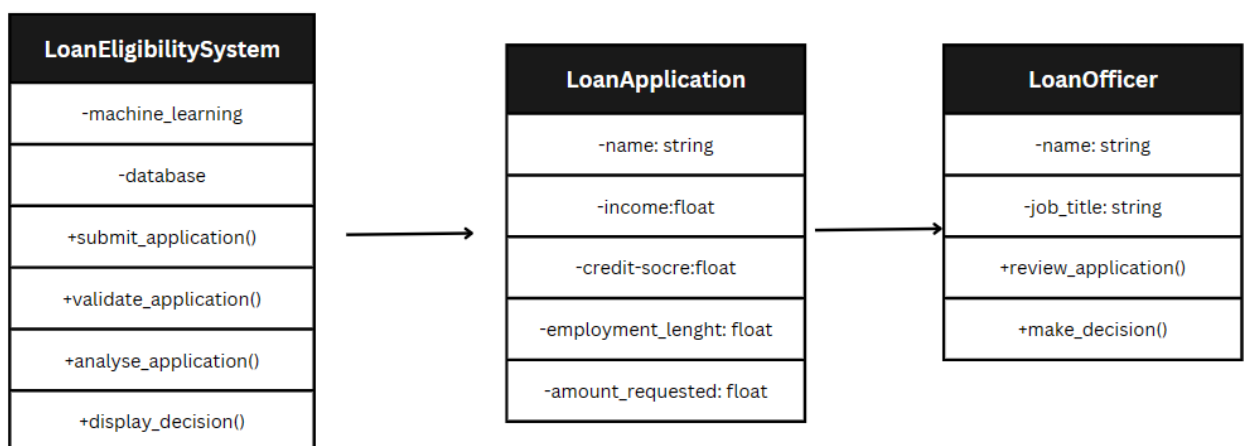 LoanEligibilitySystem
-machine_learning
-database
+submit_application()
+validate_application()
+analyse_application()
+display_decision()
LoanApplication
-name: string
-income:float
-credit-socre:float
-employment_lenght: float
-amount_requested: float
LoanOfficer
-name: string
-job_title: string
+review_application()
+make_decision()